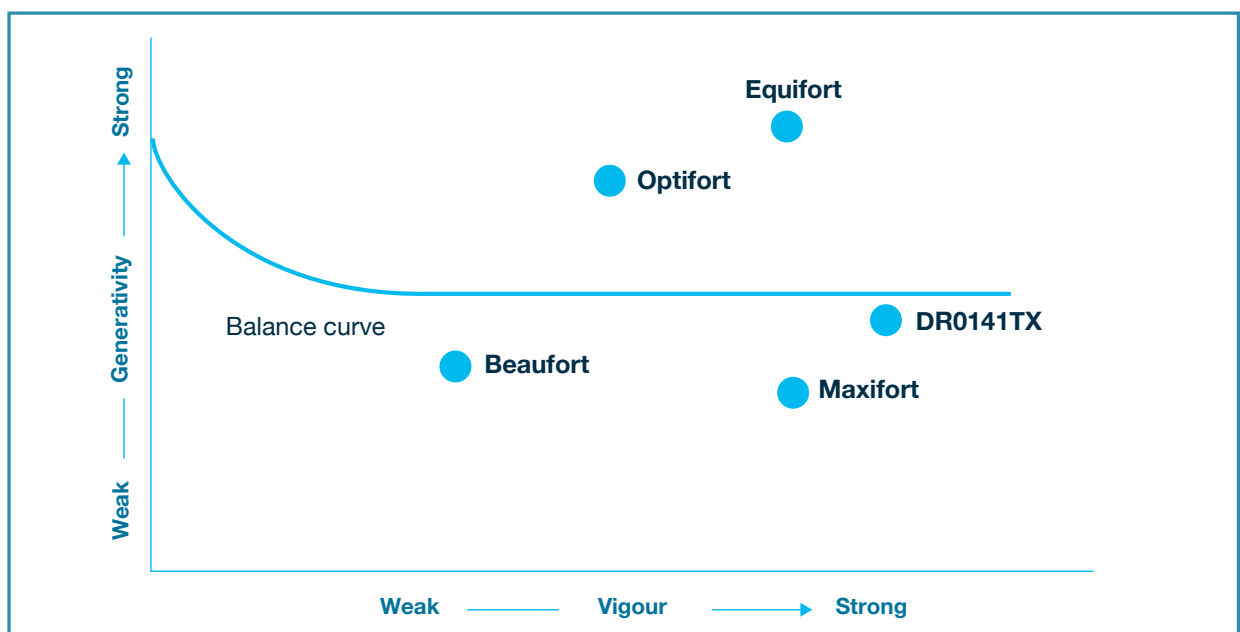 Strong
Generativity
Weak
Equifort
Optifort
Balance curve
DR0141TX
Beaufort
Maxifort
Weak
Vigour
Strong